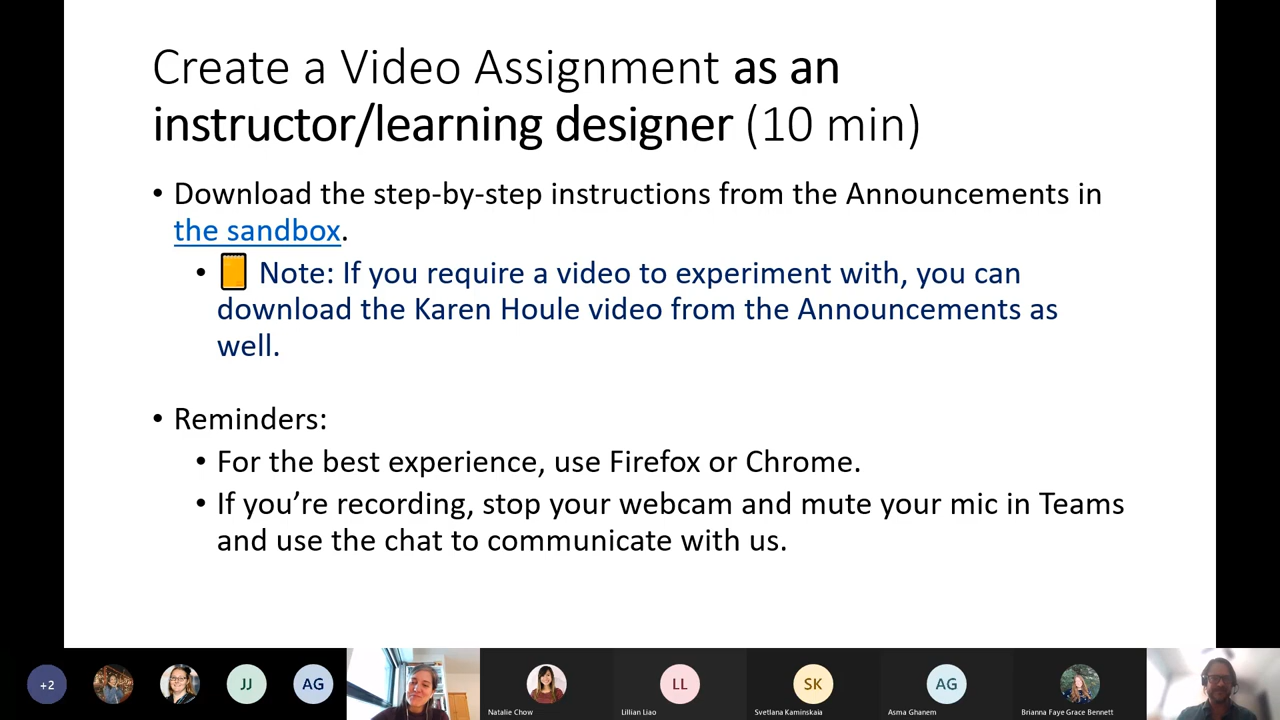 Create a Video Assignment as an
instructor/learning designer (10 min)
• Download the step-by-step instructions from the Announcements in
the sandbox.
• Note: If you require a video to experiment with, you can
download the Karen Houle video from the Announcements as
well.
• Reminders:
• For the best experience, use Firefox or Chrome.
• If you’re recording, stop your webcam and mute your mic in Teams
and use the chat to communicate with us.
+2
JJ
AG
LL
SK
AG
Natalie Chow
Lillian Liao
Svetlana Kaminskaia
Asma Ghanem
Brianna Faye Grace Bennett